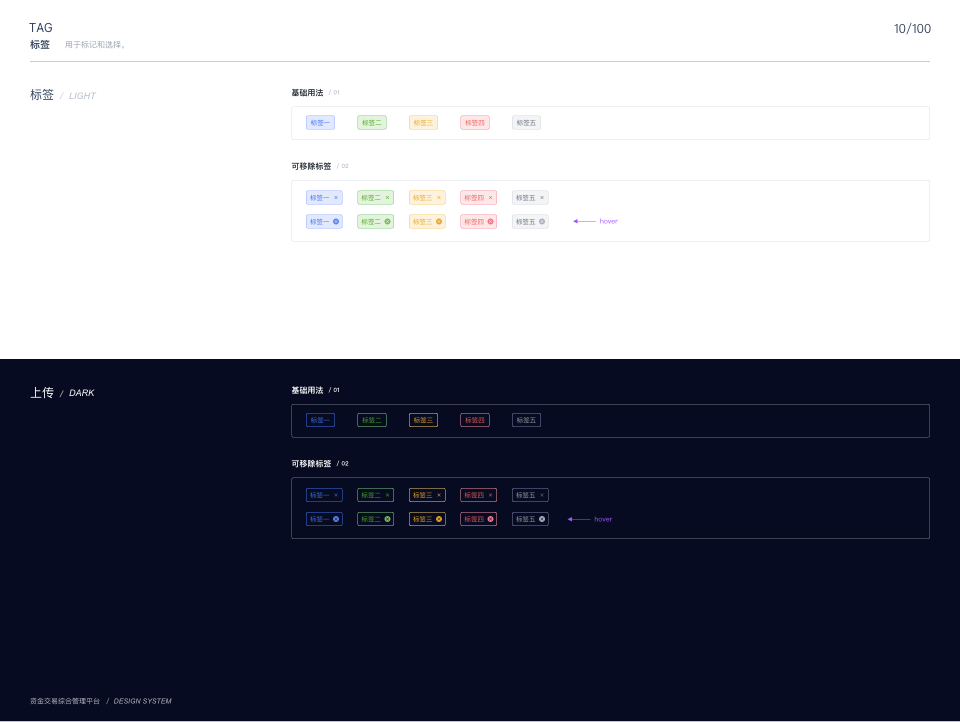 TAG
10/100
标签 用于标记和选择。
标签 / LIGHT
基础用法 / 01
标签一 标签二 标签三 标签四 标签五
可移除标签 / 02
标签一 × 标签二 × 标签三 × 标签四 × 标签五 ×
标签一 标签二 标签三 标签四 标签五 hover
上传 / DARK
基础用法 / 01
标签一 标签二 标签三 标签四 标签五
可移除标签 / 02
标签一 × 标签二 × 标签三 × 标签四 × 标签五 ×
标签一 标签二 标签三 标签四 标签五 hover
资金交易综合管理平台 / DESIGN SYSTEM